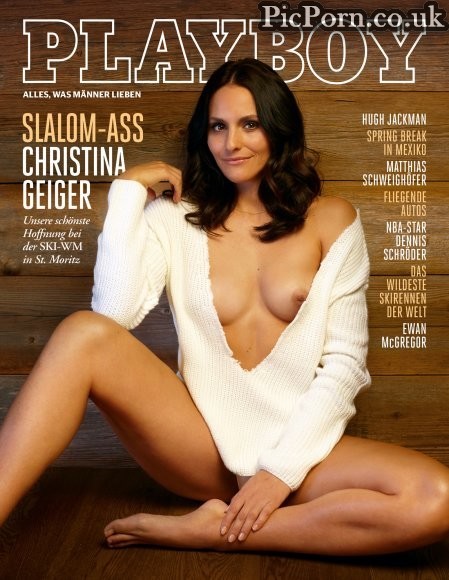 PicPorn.co.uk
PLAYBOY
ALLES, WAS MÄNNER LIEBEN
SLALOM-ASS
CHRISTINA
GEIGER
Unsere schönste
Hoffnung bei
der SKI-WM
in St. Moritz
HUGH JACKMAN
SPRING BREAK
IN MEXIKO
MATTHIAS
SCHWEIGHÖFER
FLIEGENDE
AUTOS
NBA-STAR
DENNIS
SCHRÖDER
DAS
WILDESTE
SKIRENNEN
DER WELT
EWAN
McGREGOR